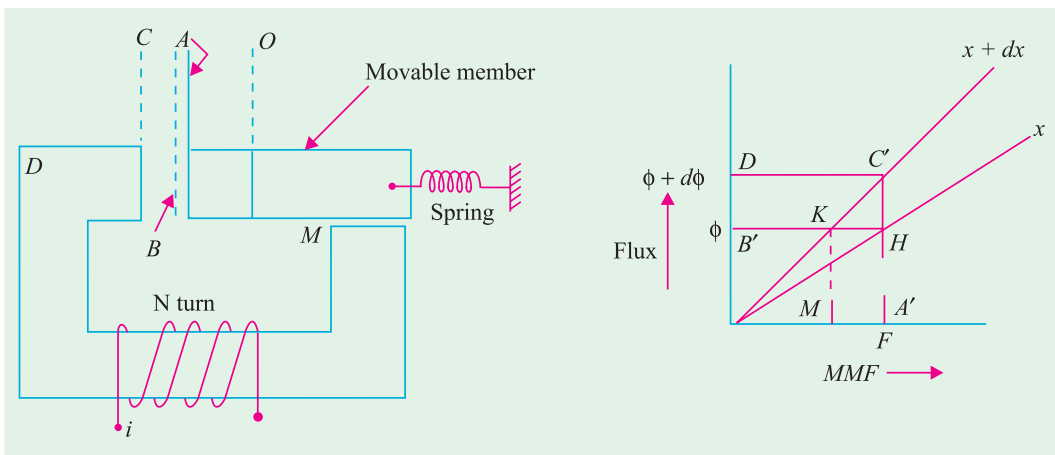 C A O
Movable member
D
Spring
M
B
N turn
i
x + dx
x
D C′
ϕ + dϕ
K
ϕ B′ H
Flux
M A′
F
MMF